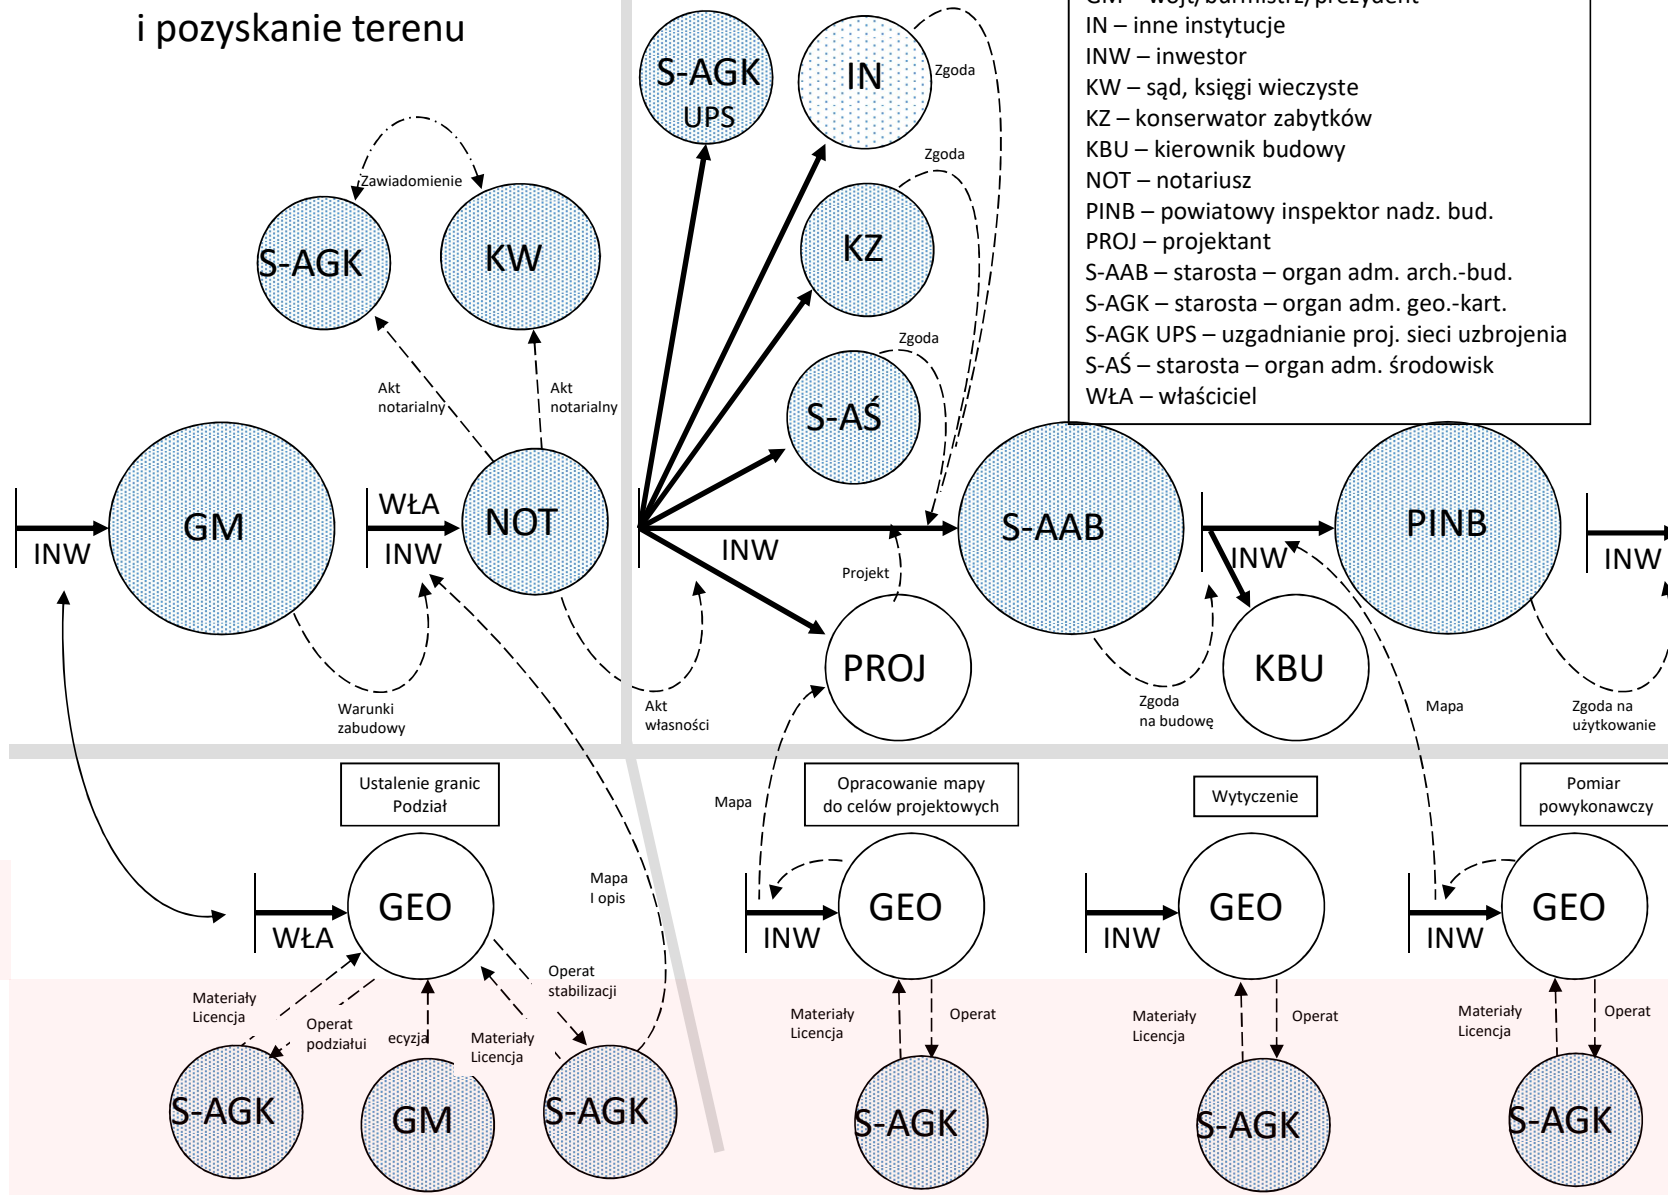 i pozyskanie terenu
GM – wójt/burmistrz/prezydent
IN – inne instytucje
INW – inwestor
KW – sąd, księgi wieczyste
KZ – konserwator zabytków
KBU – kierownik budowy
NOT – notariusz
PINB – powiatowy inspektor nadz. bud.
PROJ – projektant
S-AAB – starosta – organ adm. arch.-bud.
S-AGK – starosta – organ adm. geo.-kart.
S-AGK UPS – uzgadnianie proj. sieci uzbrojenia
S-AŚ – starosta – organ adm. środowisk
WŁA – właściciel
S-AGK
UPS
IN
Zgoda
Zgoda
KZ
Zgoda
S-AŚ
Zawiadomienie
S-AGK
KW
Akt
notarialny
Akt
notarialny
INW
GM
WŁA
INW
NOT
INW
S-AAB
INW
PINB
INW
Projekt
PROJ
KBU
Warunki
zabudowy
Akt
własności
Zgoda
na budowę
Mapa
Zgoda na
użytkowanie
Ustalenie granic
Podział
Mapa
Opracowanie mapy
do celów projektowych
Wytyczenie
Pomiar
powykonawczy
WŁA
GEO
Mapa
I opis
INW
GEO
INW
GEO
INW
GEO
Materiały
Licencja
Operat
podziałui
ecyzja
Materiały
Licencja
Operat
stabilizacji
Materiały
Licencja
Operat
Materiały
Licencja
Operat
Materiały
Licencja
Operat
S-AGK
GM
S-AGK
S-AGK
S-AGK
S-AGK